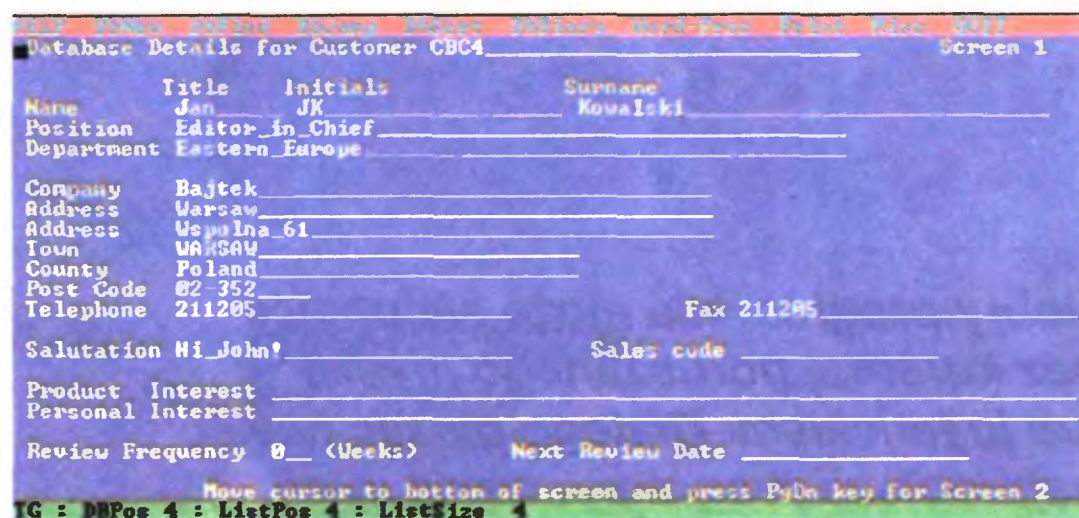 Database Details for Customer CBC4 Screen 1
Title Initials Surname
Name Jan JK Kowalski
Position Editor_in_Chief
Department Eastern_Europe
Company Bajtek
Address Warsaw
Address Wspolna_61
Town WARSAW
County Poland
Post Code 02-352
Telephone 211205 Fax 211205
Salutation Hi_John! Sales code
Product Interest
Personal Interest
Review Frequency 0 (Weeks) Next Review Date
Move cursor to bottom of screen and press PgDn key for Screen 2
TG : DBPos 4 : ListPos 4 : ListSize 4